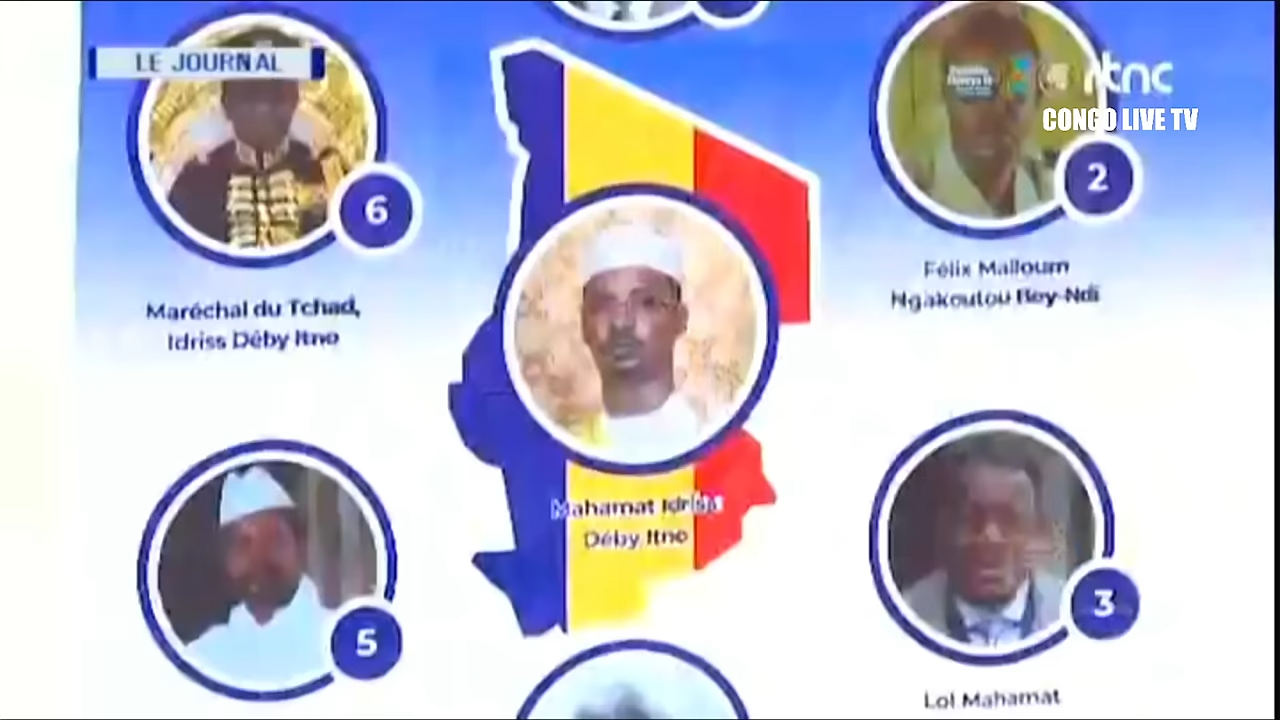 LE JOURNAL
rtnc
CONGO LIVE TV
6
2
Maréchal du Tchad,
Idriss Déby Itno
Félix Malloum
Ngakoutou Bey-Ndi
Mahamat Idriss
Déby Itno
5
3
Lol Mahamat